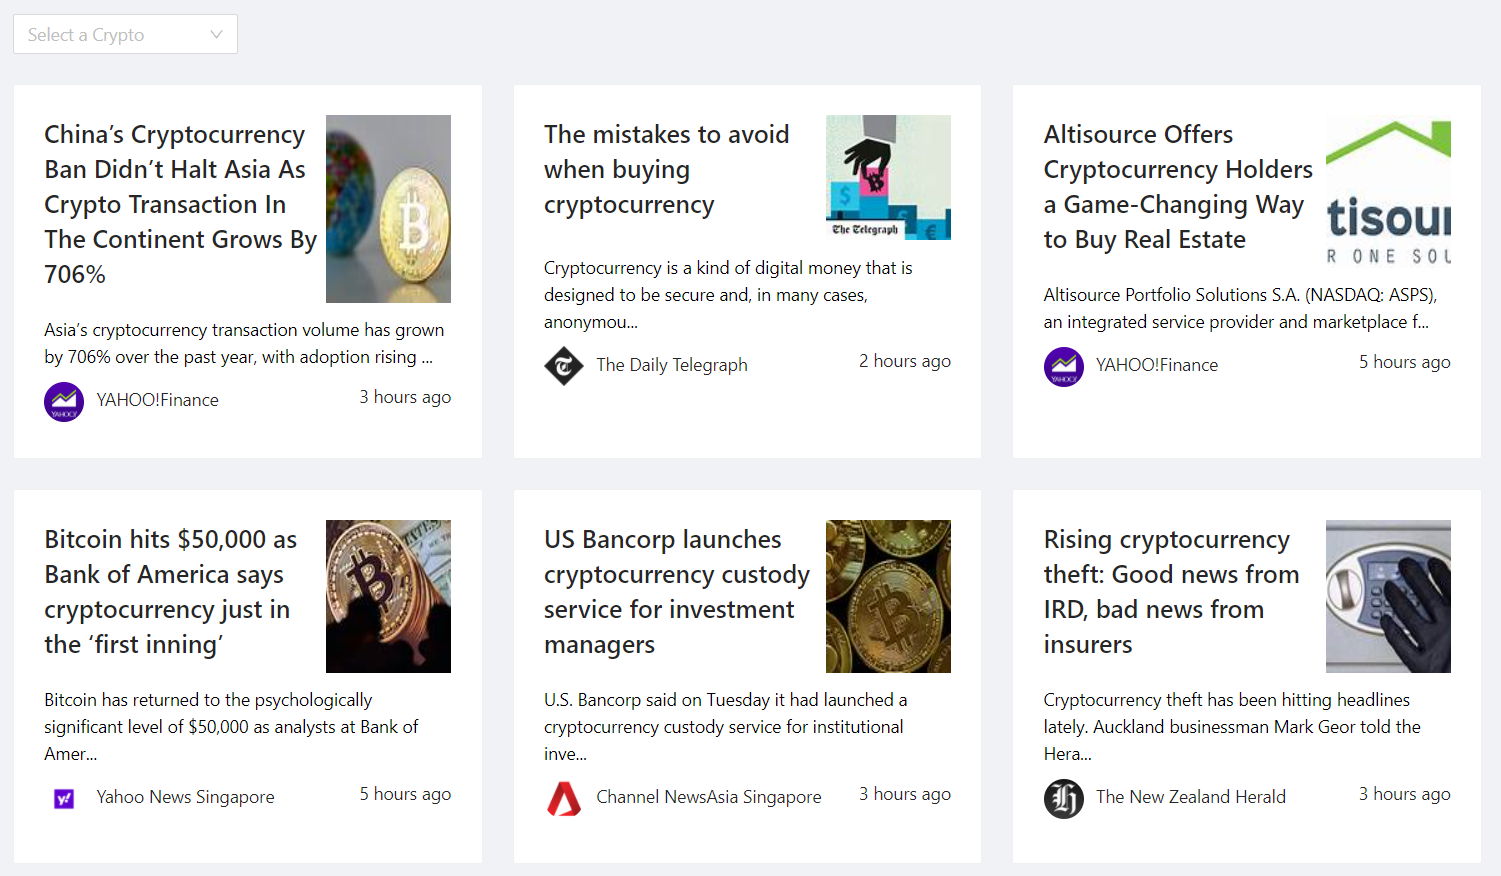 Select a Crypto
China’s Cryptocurrency
Ban Didn’t Halt Asia As
Crypto Transaction In
The Continent Grows By
706%
Asia’s cryptocurrency transaction volume has grown
by 706% over the past year, with adoption rising ...
YAHOO!
YAHOO!Finance
3 hours ago
The mistakes to avoid
when buying
cryptocurrency
The Telegraph
Cryptocurrency is a kind of digital money that is
designed to be secure and, in many cases,
anonymou...
The Daily Telegraph
2 hours ago
Altisource Offers
Cryptocurrency Holders
a Game-Changing Way
to Buy Real Estate
tisour
R ONE SOL
Altisource Portfolio Solutions S.A. (NASDAQ: ASPS),
an integrated service provider and marketplace f...
YAHOO!
YAHOO!Finance
5 hours ago
Bitcoin hits $50,000 as
Bank of America says
cryptocurrency just in
the ‘first inning’
Bitcoin has returned to the psychologically
significant level of $50,000 as analysts at Bank of
Amer...
y!
Yahoo News Singapore
5 hours ago
US Bancorp launches
cryptocurrency custody
service for investment
managers
U.S. Bancorp said on Tuesday it had launched a
cryptocurrency custody service for institutional
inve...
Channel NewsAsia Singapore
3 hours ago
Rising cryptocurrency
theft: Good news from
IRD, bad news from
insurers
Cryptocurrency theft has been hitting headlines
lately. Auckland businessman Mark Geor told the
Hera...
The New Zealand Herald
3 hours ago